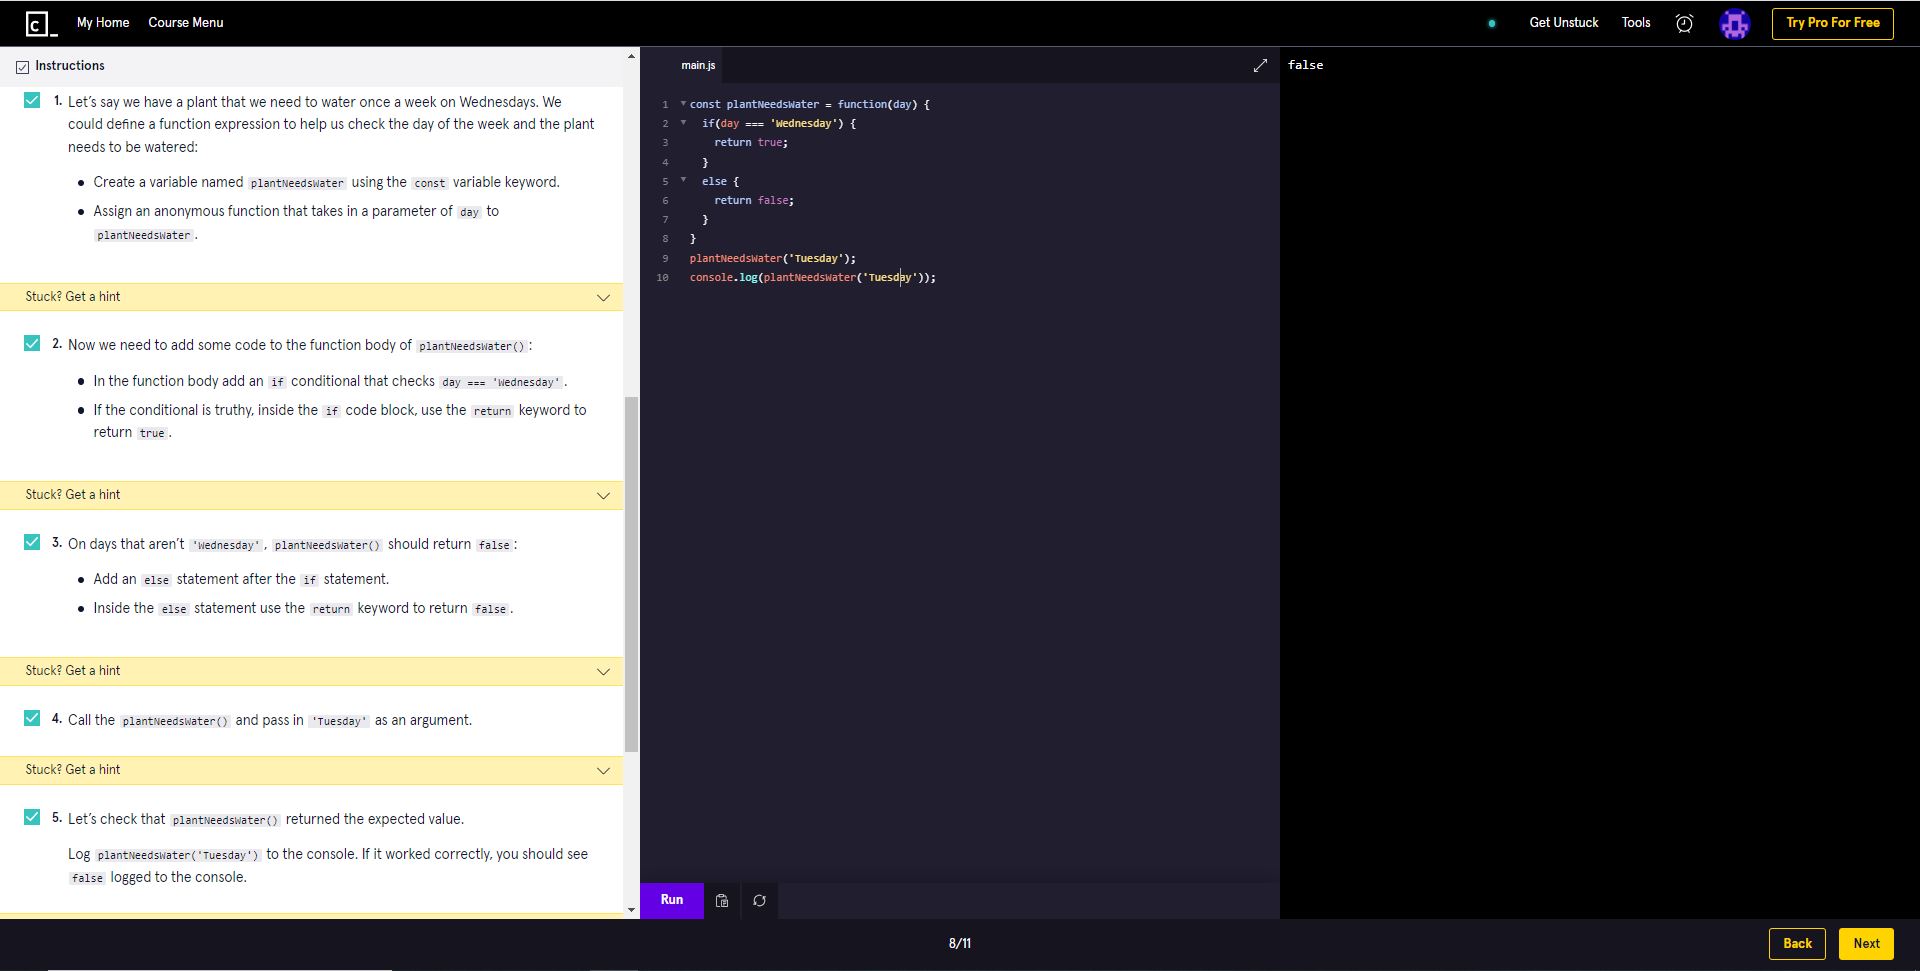 c_ My Home Course Menu Get Unstuck Tools Try Pro For Free
Instructions
1. Let’s say we have a plant that we need to water once a week on Wednesdays. We
could define a function expression to help us check the day of the week and the plant
needs to be watered:
• Create a variable named plantNeedsWater using the const variable keyword.
• Assign an anonymous function that takes in a parameter of day to
plantNeedsWater.
Stuck? Get a hint
2. Now we need to add some code to the function body of plantNeedsWater():
• In the function body add an if conditional that checks day === 'Wednesday'.
• If the conditional is truthy, inside the if code block, use the return keyword to
return true.
Stuck? Get a hint
3. On days that aren’t 'Wednesday', plantNeedsWater() should return false:
• Add an else statement after the if statement.
• Inside the else statement use the return keyword to return false.
Stuck? Get a hint
4. Call the plantNeedsWater() and pass in 'Tuesday' as an argument.
Stuck? Get a hint
5. Let’s check that plantNeedsWater() returned the expected value.
Log plantNeedsWater('Tuesday') to the console. If it worked correctly, you should see
false logged to the console.
main.js
1 const plantNeedsWater = function(day) {
2 if(day === 'Wednesday') {
3 return true;
4 }
5 else {
6 return false;
7 }
8 }
9 plantNeedsWater('Tuesday');
10 console.log(plantNeedsWater('Tuesday'));
Run
false
8/11
Back Next